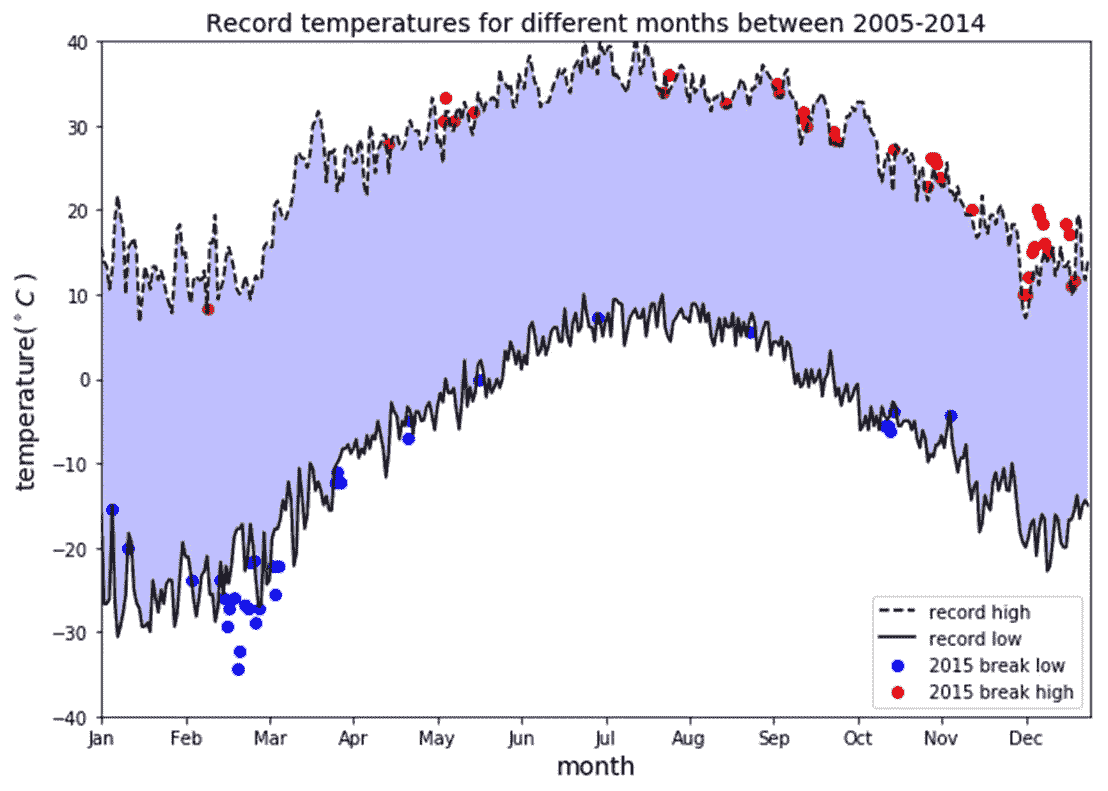 Record temperatures for different months between 2005-2014
temperature(°C)
40
30
20
10
0
−10
−20
−30
−40
Jan Feb Mar Apr May Jun Jul Aug Sep Oct Nov Dec
month
record high
record low
2015 break low
2015 break high